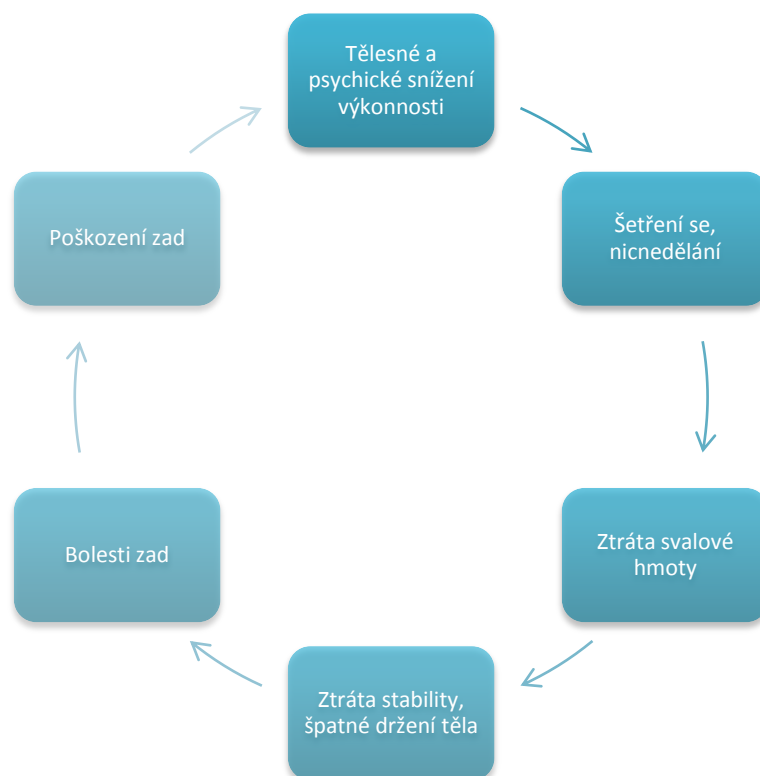 Tělesné a
psychické snížení
výkonnosti
Šetření se,
nicnedělání
Ztráta svalové
hmoty
Ztráta stability,
špatné držení těla
Bolesti zad
Poškození zad